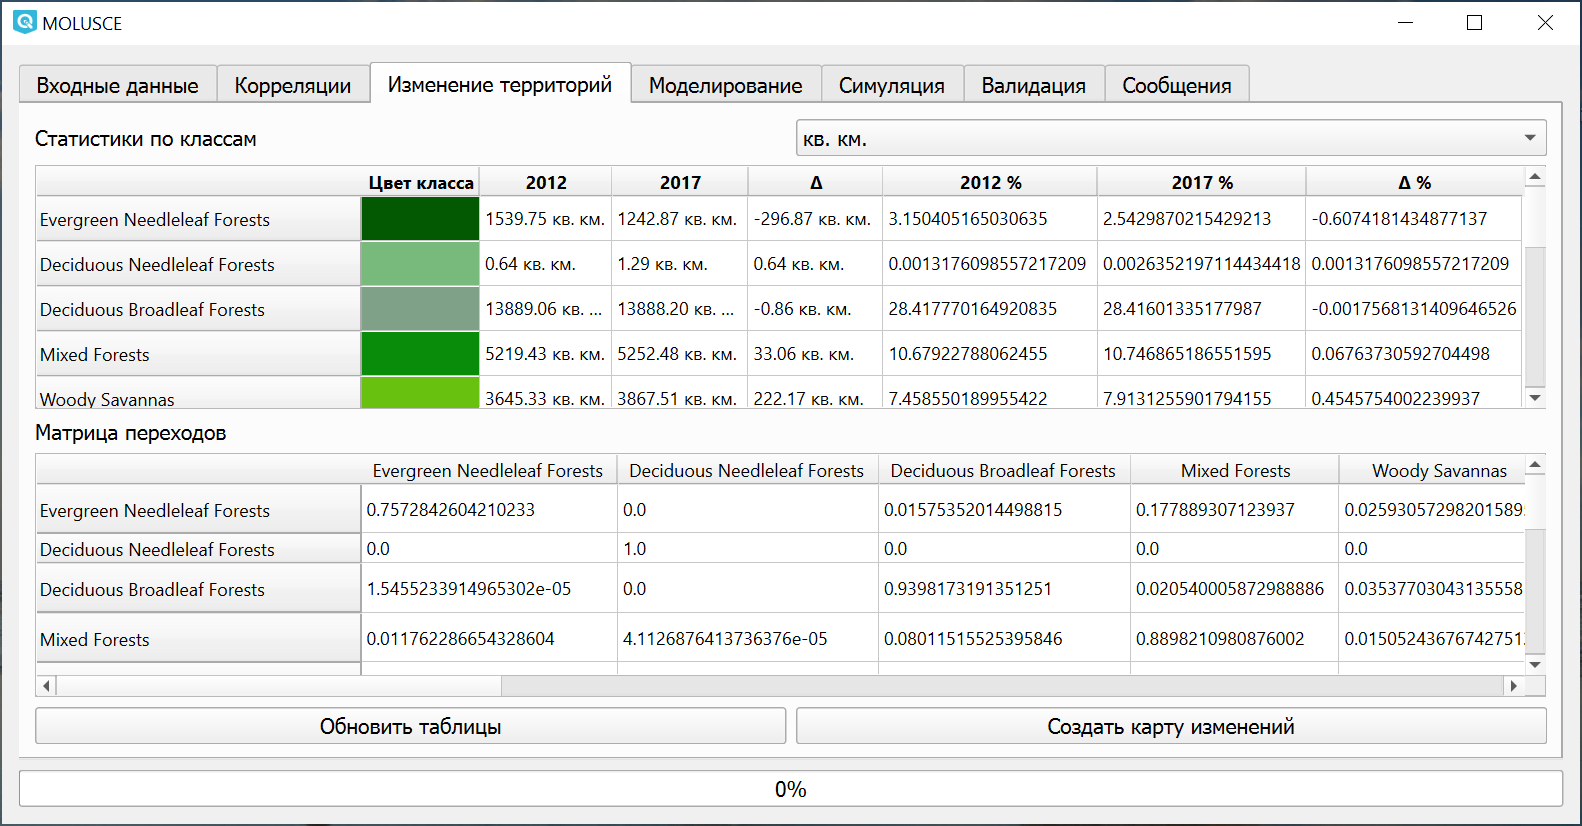 MOLUSCE
Входные данные Корреляции Изменение территорий Моделирование Симуляция Валидация Сообщения
Статистики по классам кв. км.
Цвет класса 2012 2017 Δ 2012 % 2017 % Δ %
Evergreen Needleleaf Forests 1539.75 кв. км. 1242.87 кв. км. -296.87 кв. км. 3.150405165030635 2.5429870215429213 -0.6074181434877137
Deciduous Needleleaf Forests 0.64 кв. км. 1.29 кв. км. 0.64 кв. км. 0.0013176098557217209 0.0026352197114434418 0.0013176098557217209
Deciduous Broadleaf Forests 13889.06 кв. ... 13888.20 кв. ... -0.86 кв. км. 28.417770164920835 28.41601335177987 -0.0017568131409646526
Mixed Forests 5219.43 кв. км. 5252.48 кв. км. 33.06 кв. км. 10.67922788062455 10.746865186551595 0.06763730592704498
Woody Savannas 3645.33 кв. км. 3867.51 кв. км. 222.17 кв. км. 7.458550189955422 7.9131255901794155 0.4545754002239937
Матрица переходов
Evergreen Needleleaf Forests Deciduous Needleleaf Forests Deciduous Broadleaf Forests Mixed Forests Woody Savannas
Evergreen Needleleaf Forests 0.7572842604210233 0.0 0.01575352014498815 0.177889307123937 0.0259305729820158
Deciduous Needleleaf Forests 0.0 1.0 0.0 0.0 0.0
Deciduous Broadleaf Forests 1.5455233914965302e-05 0.0 0.9398173191351251 0.020540005872988886 0.03537703043135558
Mixed Forests 0.011762286654328604 4.1126876413736376e-05 0.08011515525395846 0.8898210980876002 0.01505243676742751
Обновить таблицы Создать карту изменений
0%